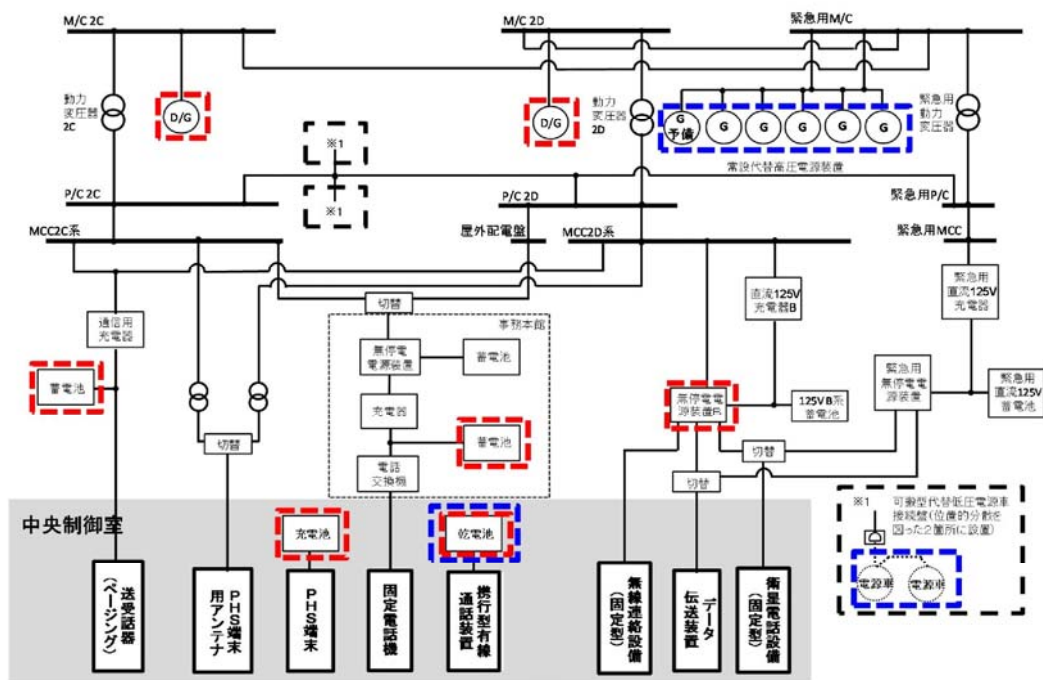 M/C 2C
M/C 2D
緊急用M/C
動力
変圧器
2C
D/G
D/G
動力
変圧器
2D
G
予備
G
G
G
G
G
緊急用
動力
変圧器
※1
※1
常設代替高圧電源装置
P/C 2C
P/C 2D
緊急用P/C
MCC2C系
屋外配電盤
MCC2D系
緊急用MCC
通信用
充電器
切替
事務本館
無停電
電源装置
蓄電池
直流125V
充電器B
緊急用
直流125V
充電器
蓄電池
充電器
無停電電
源装置B
125V B系
蓄電池
緊急用
無停電電
源装置
緊急用
直流125V
蓄電池
切替
蓄電池
電話
交換機
切替
切替
中央制御室
充電池
乾電池
※1
可搬型代替低圧電源車
接続盤(位置的分散を
図った2箇所に設置)
電源車
電源車
送受話器
(ページング)
PHS端末
用アンテナ
PHS端末
固定電話機
携行型有線
通話装置
無線連絡設備
(固定型)
データ
伝送装置
衛星電話設備
(固定型)